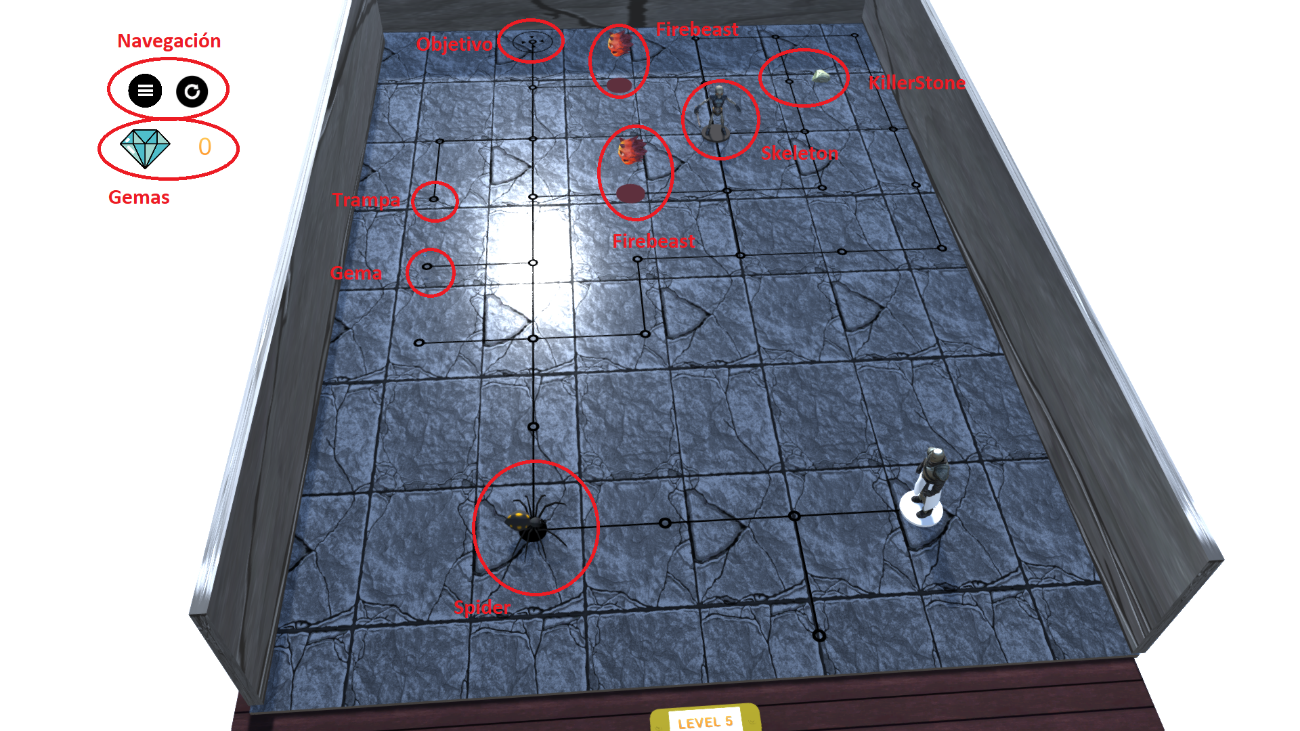 Navegación
0
Gemas
Objetivo
Firebeast
KillerStone
Skeleton
Trampa
Firebeast
Gema
Spider
LEVEL 5